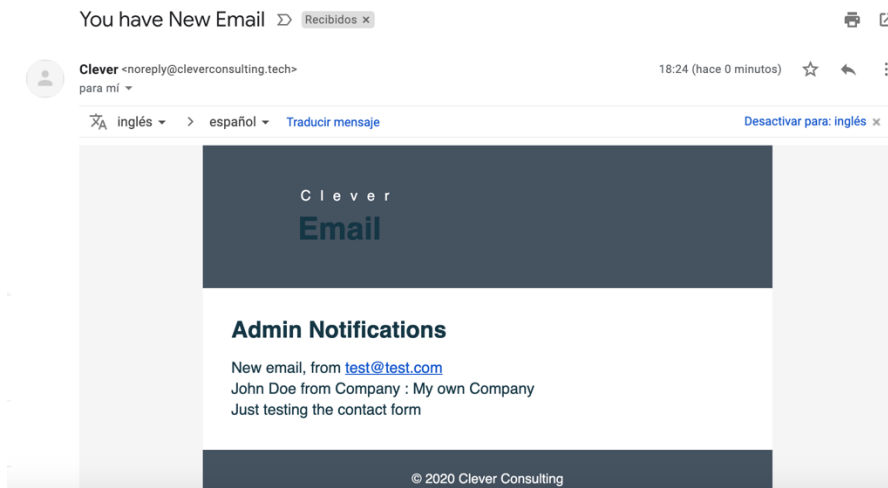 You have New Email Recibidos ×
Clever <noreply@cleverconsulting.tech> 18:24 (hace 0 minutos)
para mí
inglés > español Traducir mensaje Desactivar para: inglés ×
Clever
Email
Admin Notifications
New email, from test@test.com
John Doe from Company : My own Company
Just testing the contact form
© 2020 Clever Consulting